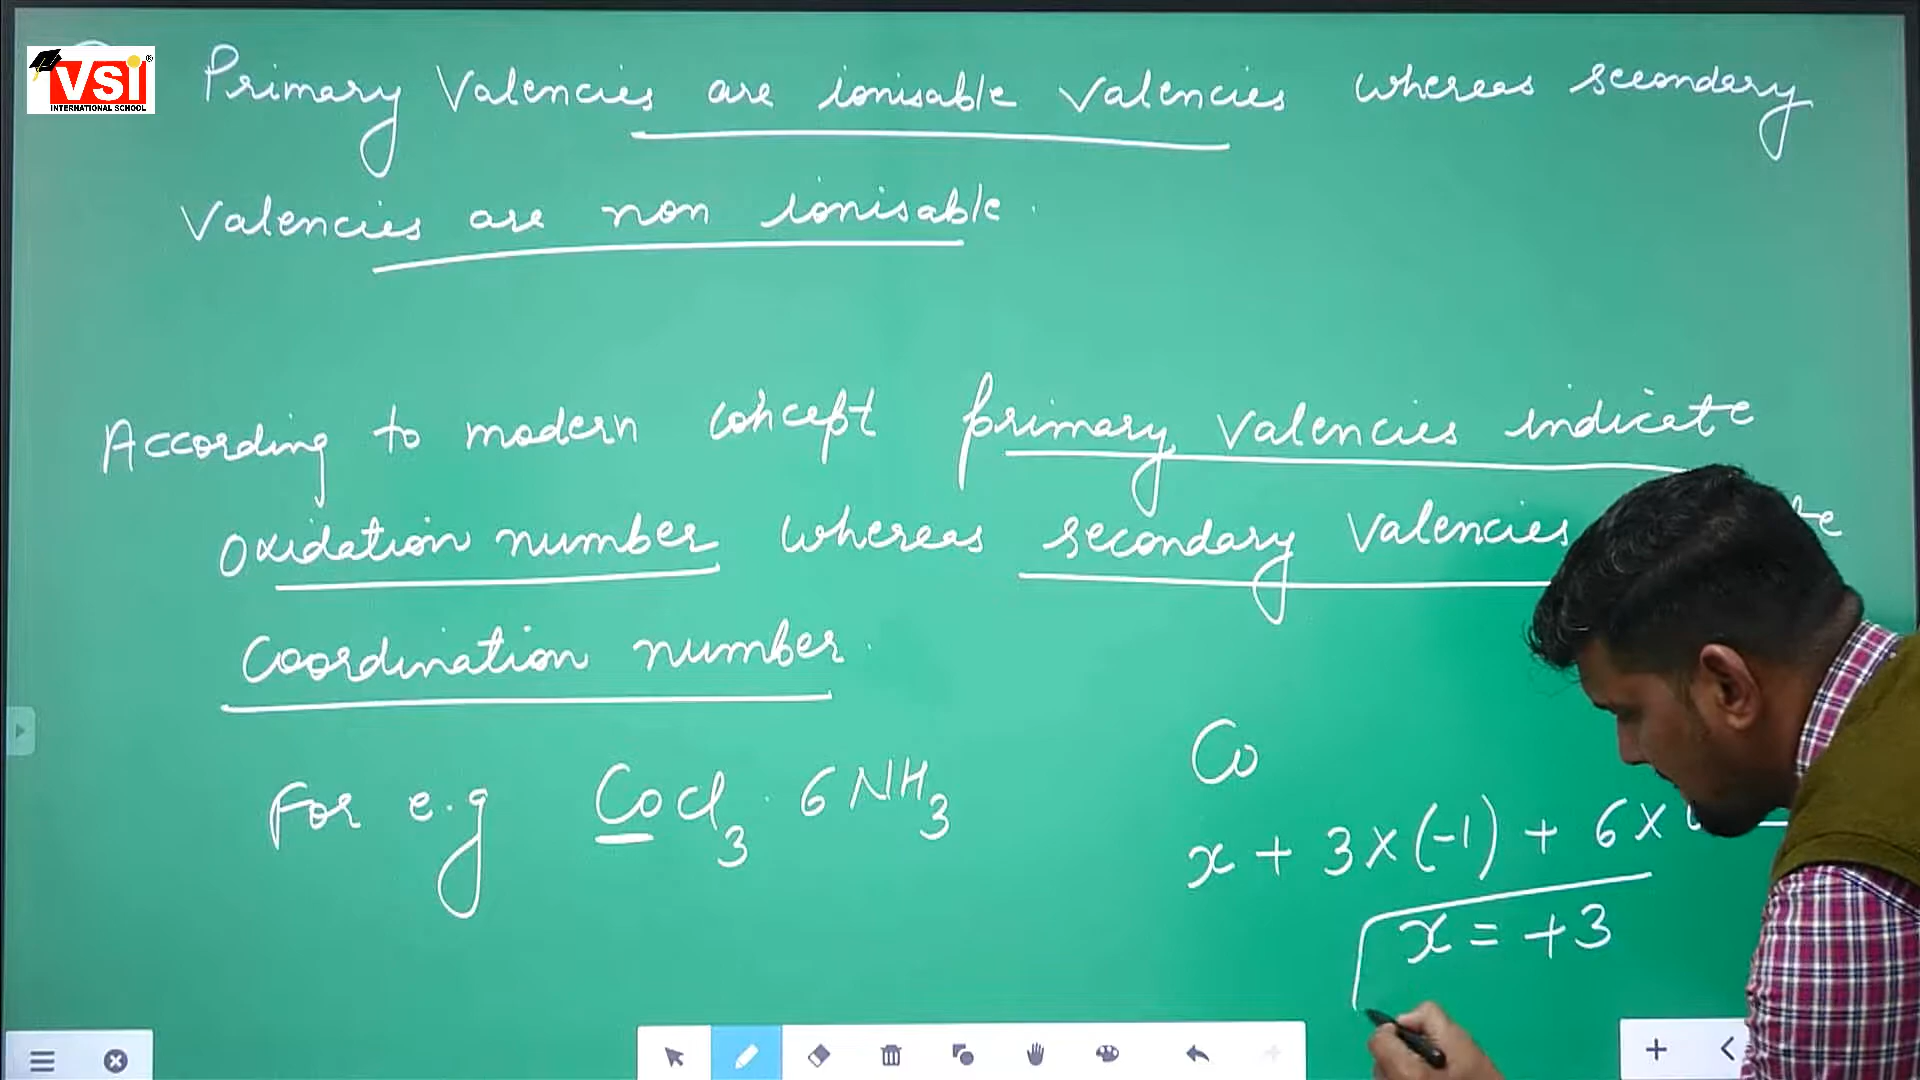 VSI
INTERNATIONAL SCHOOL
Primary Valencies are ionisable Valencies whereas secondary
Valencies are non ionisable.
According to modern concept primary valencies indicate
Oxidation number whereas secondary Valencies
Coordination number.
For e.g CoCl₃ . 6NH₃
Co
x + 3×(-1) + 6×
x = +3